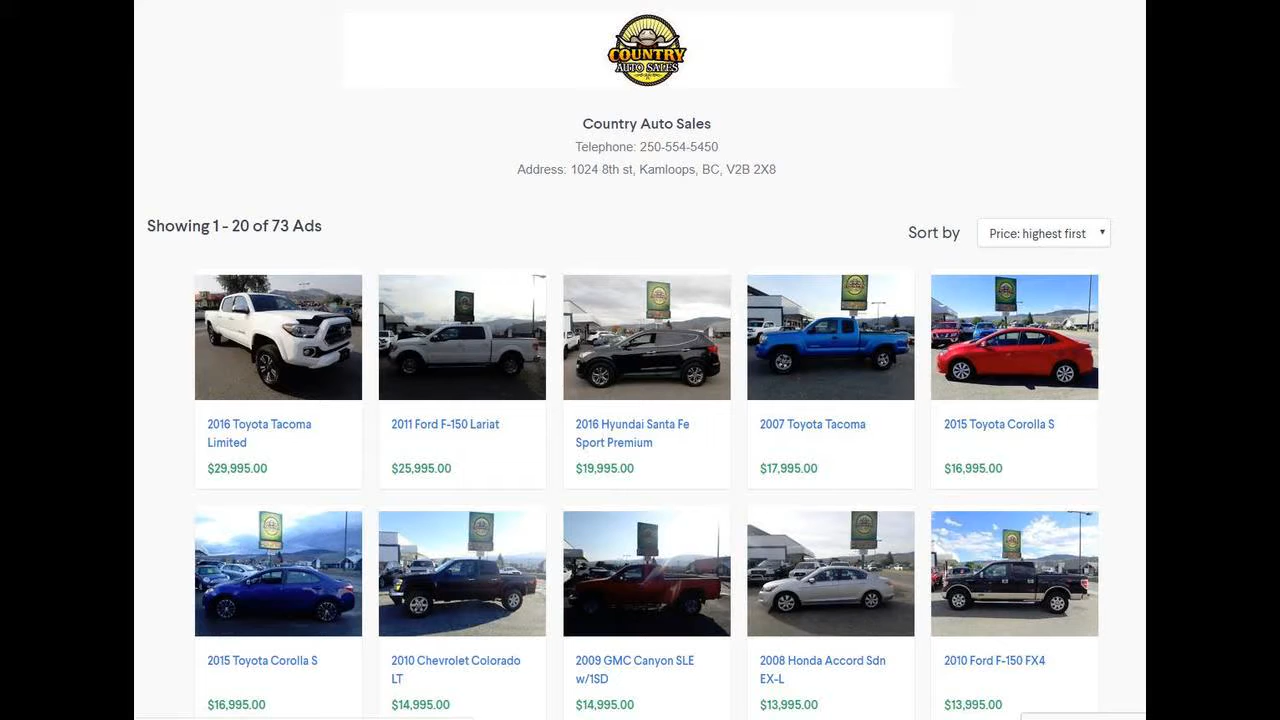 COUNTRY
AUTO SALES
Country Auto Sales
Telephone: 250-554-5450
Address: 1024 8th st, Kamloops, BC, V2B 2X8
Showing 1 - 20 of 73 Ads
Sort by
Price: highest first
2016 Toyota Tacoma
Limited
$29,995.00
2011 Ford F-150 Lariat
$25,995.00
2016 Hyundai Santa Fe
Sport Premium
$19,995.00
2007 Toyota Tacoma
$17,995.00
2015 Toyota Corolla S
$16,995.00
2015 Toyota Corolla S
$16,995.00
2010 Chevrolet Colorado
LT
$14,995.00
2009 GMC Canyon SLE
w/1SD
$14,995.00
2008 Honda Accord Sdn
EX-L
$13,995.00
2010 Ford F-150 FX4
$13,995.00